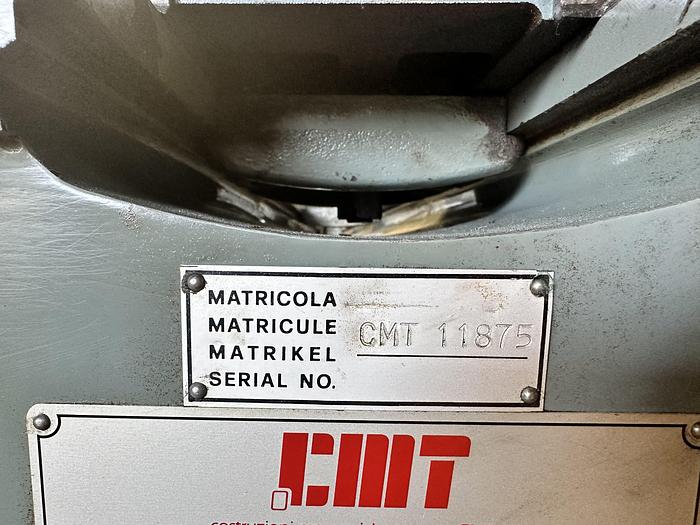 MATRICOLA
MATRICULE
MATRIKEL
SERIAL NO.
CMT 11875
CMT